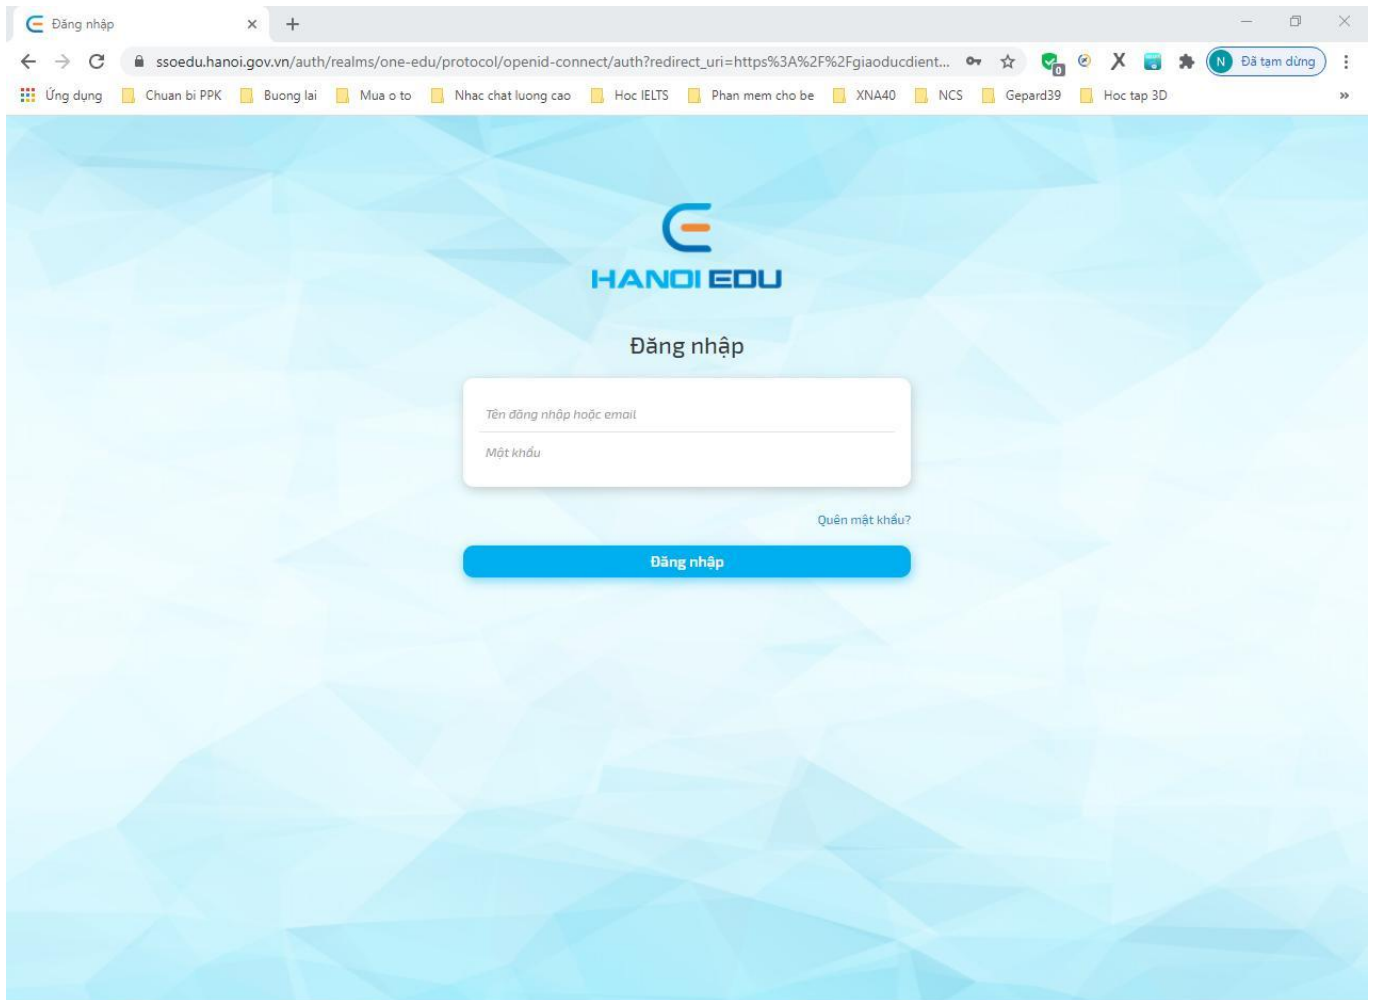 Đăng nhập
ssoedu.hanoi.gov.vn/auth/realms/one-edu/protocol/openid-connect/auth?redirect_uri=https%3A%2F%2Fgiaoducdient...
0
X
N Đã tạm dừng
Ứng dụng Chuan bi PPK Buong lai Mua o to Nhac chat luong cao Hoc IELTS Phan mem cho be XNA40 NCS Gepard39 Hoc tap 3D »
HANOI EDU
Đăng nhập
Tên đăng nhập hoặc email
Mật khẩu
Quên mật khẩu?
Đăng nhập